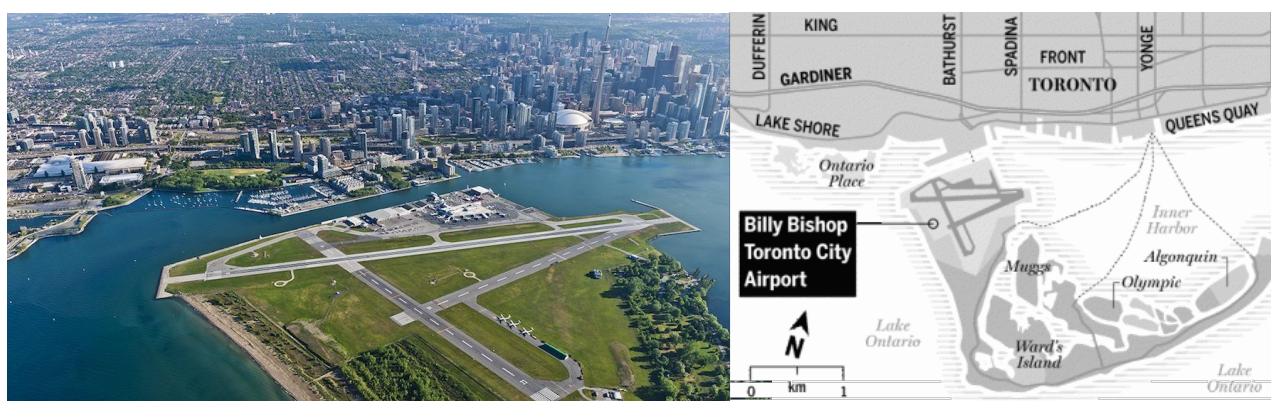 DUFFERIN
KING
BATHURST
SPADINA
FRONT
YONGE
GARDINER
TORONTO
LAKE SHORE
QUEENS QUAY
Ontario
Place
Billy Bishop
Toronto City
Airport
Inner
Harbor
Muggs
Algonquin
Olympic
N
Lake
Ontario
Ward's
Island
0 km 1
Lake
Ontario